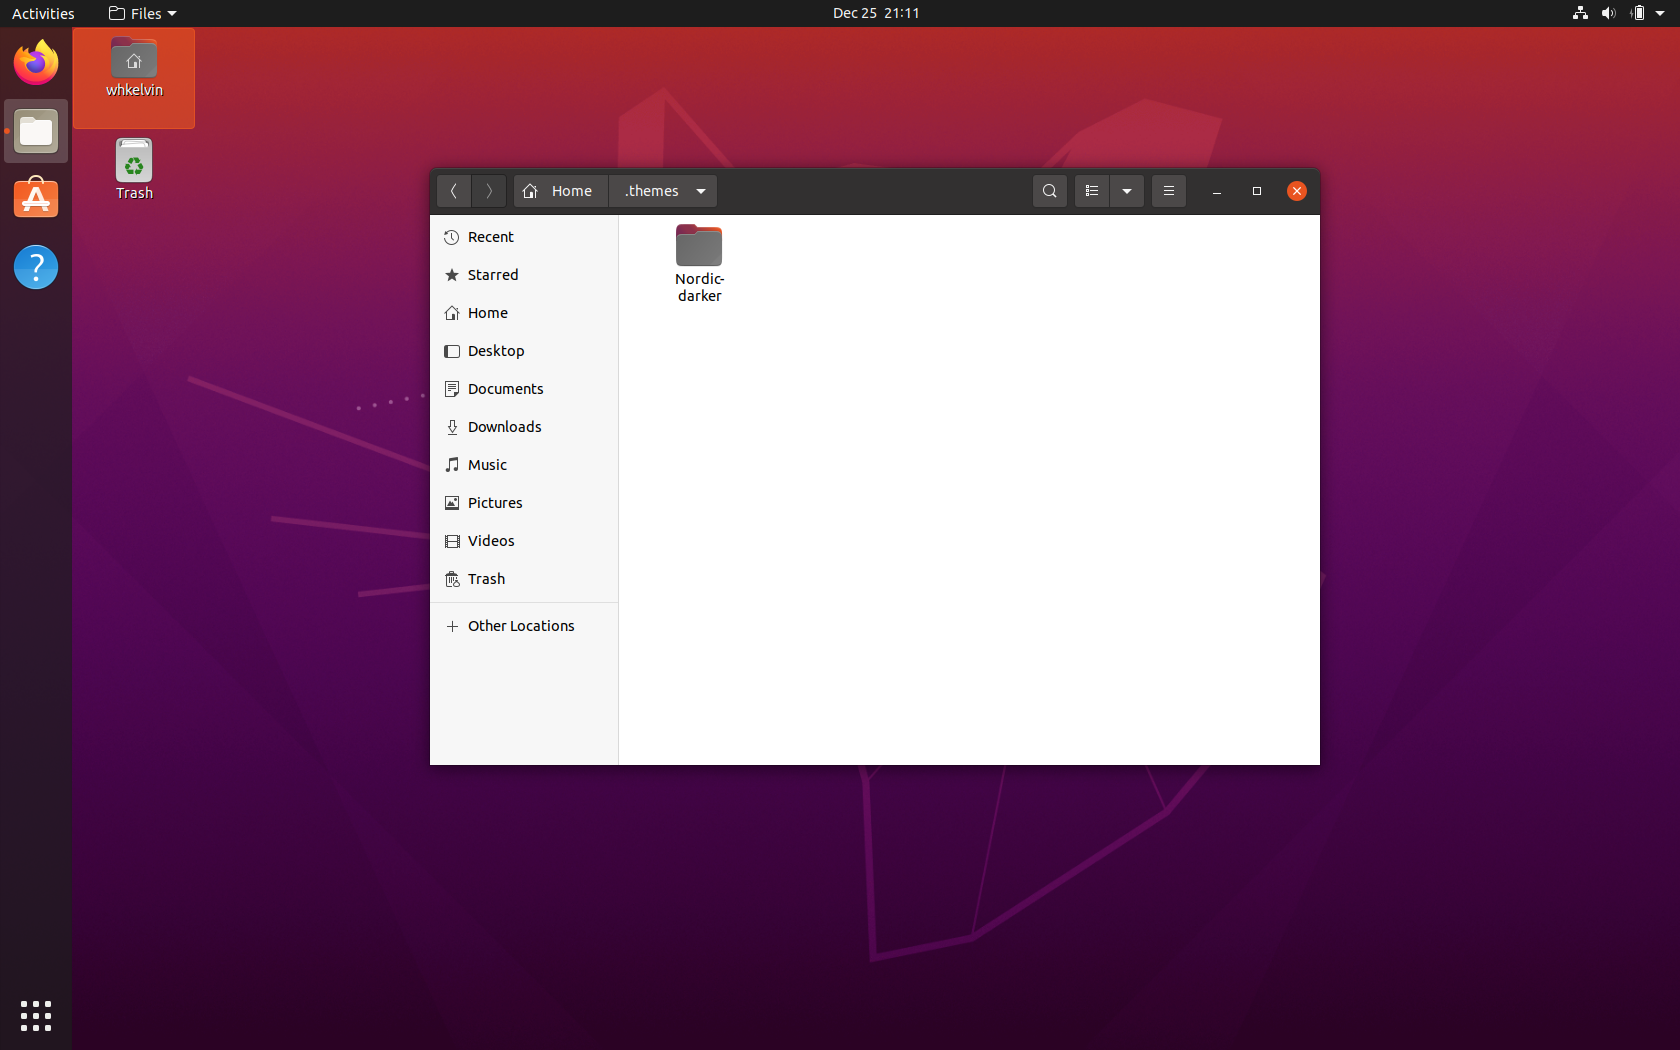 Activities
Files
Dec 25 21:11
whkelvin
Trash
Home
.themes
Recent
Starred
Home
Desktop
Documents
Downloads
Music
Pictures
Videos
Trash
Other Locations
Nordic-
darker